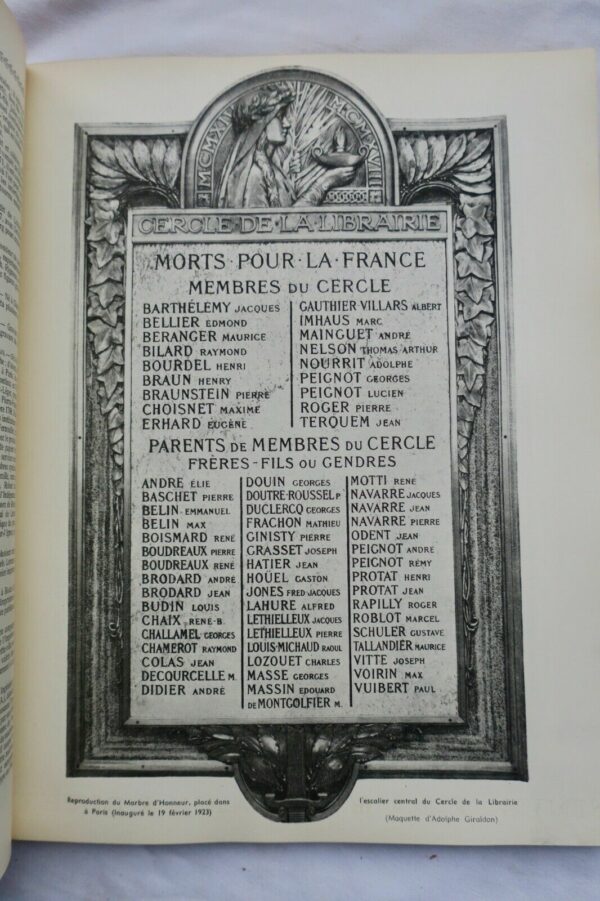 MCMXIV MCMXVIII
CERCLE·DE·LA·LIBRAIRIE
MORTS·POUR·LA·FRANCE
MEMBRES DU CERCLE
BARTHÉLEMY JACQUES
BELLIER EDMOND
BERANGER MAURICE
BILARD RAYMOND
BOURDEL HENRI
BRAUN HENRY
BRAUNSTEIN PIERRE
CHOISNET MAXIME
ERHARD EUGÈNE
GAUTHIER-VILLARS ALBERT
IMHAUS MARC
MAINGUET ANDRÉ
NELSON THOMAS-ARTHUR
NOURRIT ADOLPHE
PEIGNOT GEORGES
PEIGNOT LUCIEN
ROGER PIERRE
TERQUEM JEAN
PARENTS DE MEMBRES DU CERCLE
FRÈRES-FILS OU GENDRES
ANDRE ÉLIE
BASCHET PIERRE
BELIN EMMANUEL
BELIN MAX
BOISMARD RENÉ
BOUDREAUX PIERRE
BOUDREAUX RENÉ
BRODARD ANDRÉ
BRODARD JEAN
BUDIN LOUIS
CHAIX RENÉ-B.
CHALLAMEL GEORGES
CHAMEROT RAYMOND
COLAS JEAN
DECOURCELLE M.
DIDIER ANDRÉ
DOUIN GEORGES
DOUTRE-ROUSSEL P
DUCLERCQ GEORGES
FRACHON MATHIEU
GINISTY PIERRE
GRASSET JOSEPH
HATIER JEAN
HOÜEL GASTON
JONES FRED-JACQUES
LAHURE ALFRED
LETHIELLEUX JACQUES
LETHIELLEUX PIERRE
LOUIS-MICHAUD RAOUL
LOZOUET CHARLES
MASSE GEORGES
MASSIN EDOUARD
DE MONTGOLFIER M.
MOTTI RENÉ
NAVARRE JACQUES
NAVARRE JEAN
NAVARRE PIERRE
ODENT JEAN
PEIGNOT ANDRÉ
PEIGNOT RÉMY
PROTAT HENRI
PROTAT JEAN
RAPILLY ROGER
ROBLOT MARCEL
SCHULER GUSTAVE
TALLANDIER MAURICE
VITTE JOSEPH
VOIRIN MAX
VUIBERT PAUL
Reproduction du Marbre d'Honneur, placé dans
à Paris (inauguré le 19 février 1923)
l'escalier central du Cercle de la Librairie
(Maquette d'Adolphe Giraldon)